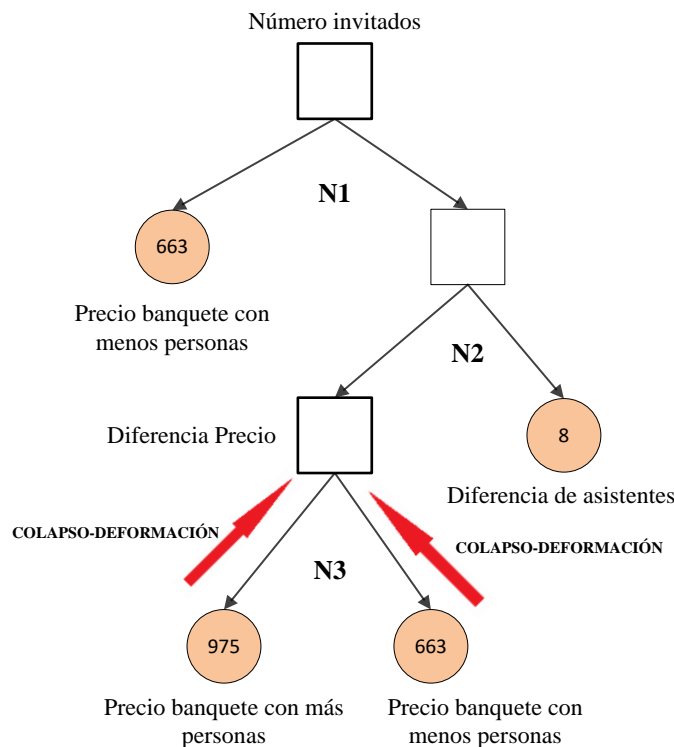 Número invitados
N1
663
Precio banquete con
menos personas
N2
Diferencia Precio
8
Diferencia de asistentes
COLAPSO-DEFORMACIÓN
COLAPSO-DEFORMACIÓN
N3
975
663
Precio banquete con más
personas
Precio banquete con
menos personas